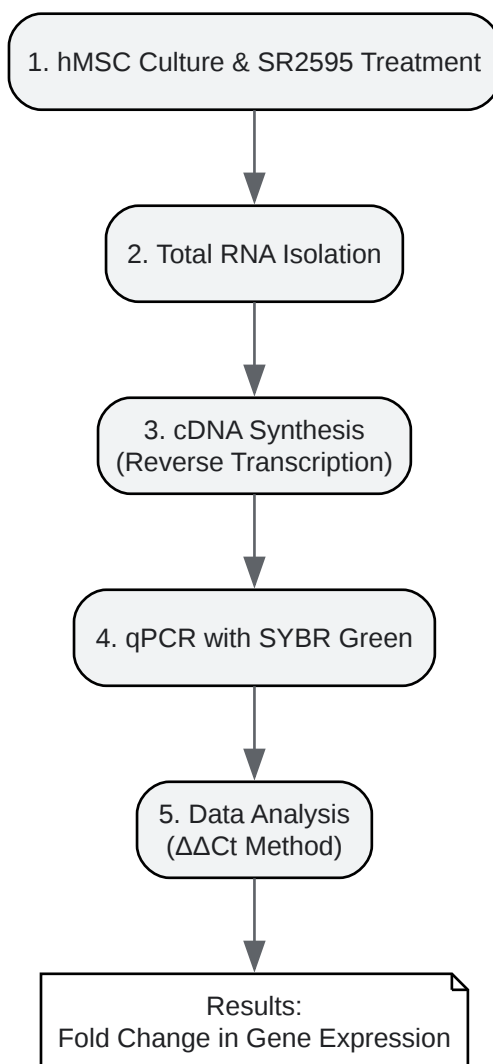 1. hMSC Culture & SR2595 Treatment
2. Total RNA Isolation
3. cDNA Synthesis
(Reverse Transcription)
4. qPCR with SYBR Green
5. Data Analysis
(ΔΔCt Method)
Results:
Fold Change in Gene Expression